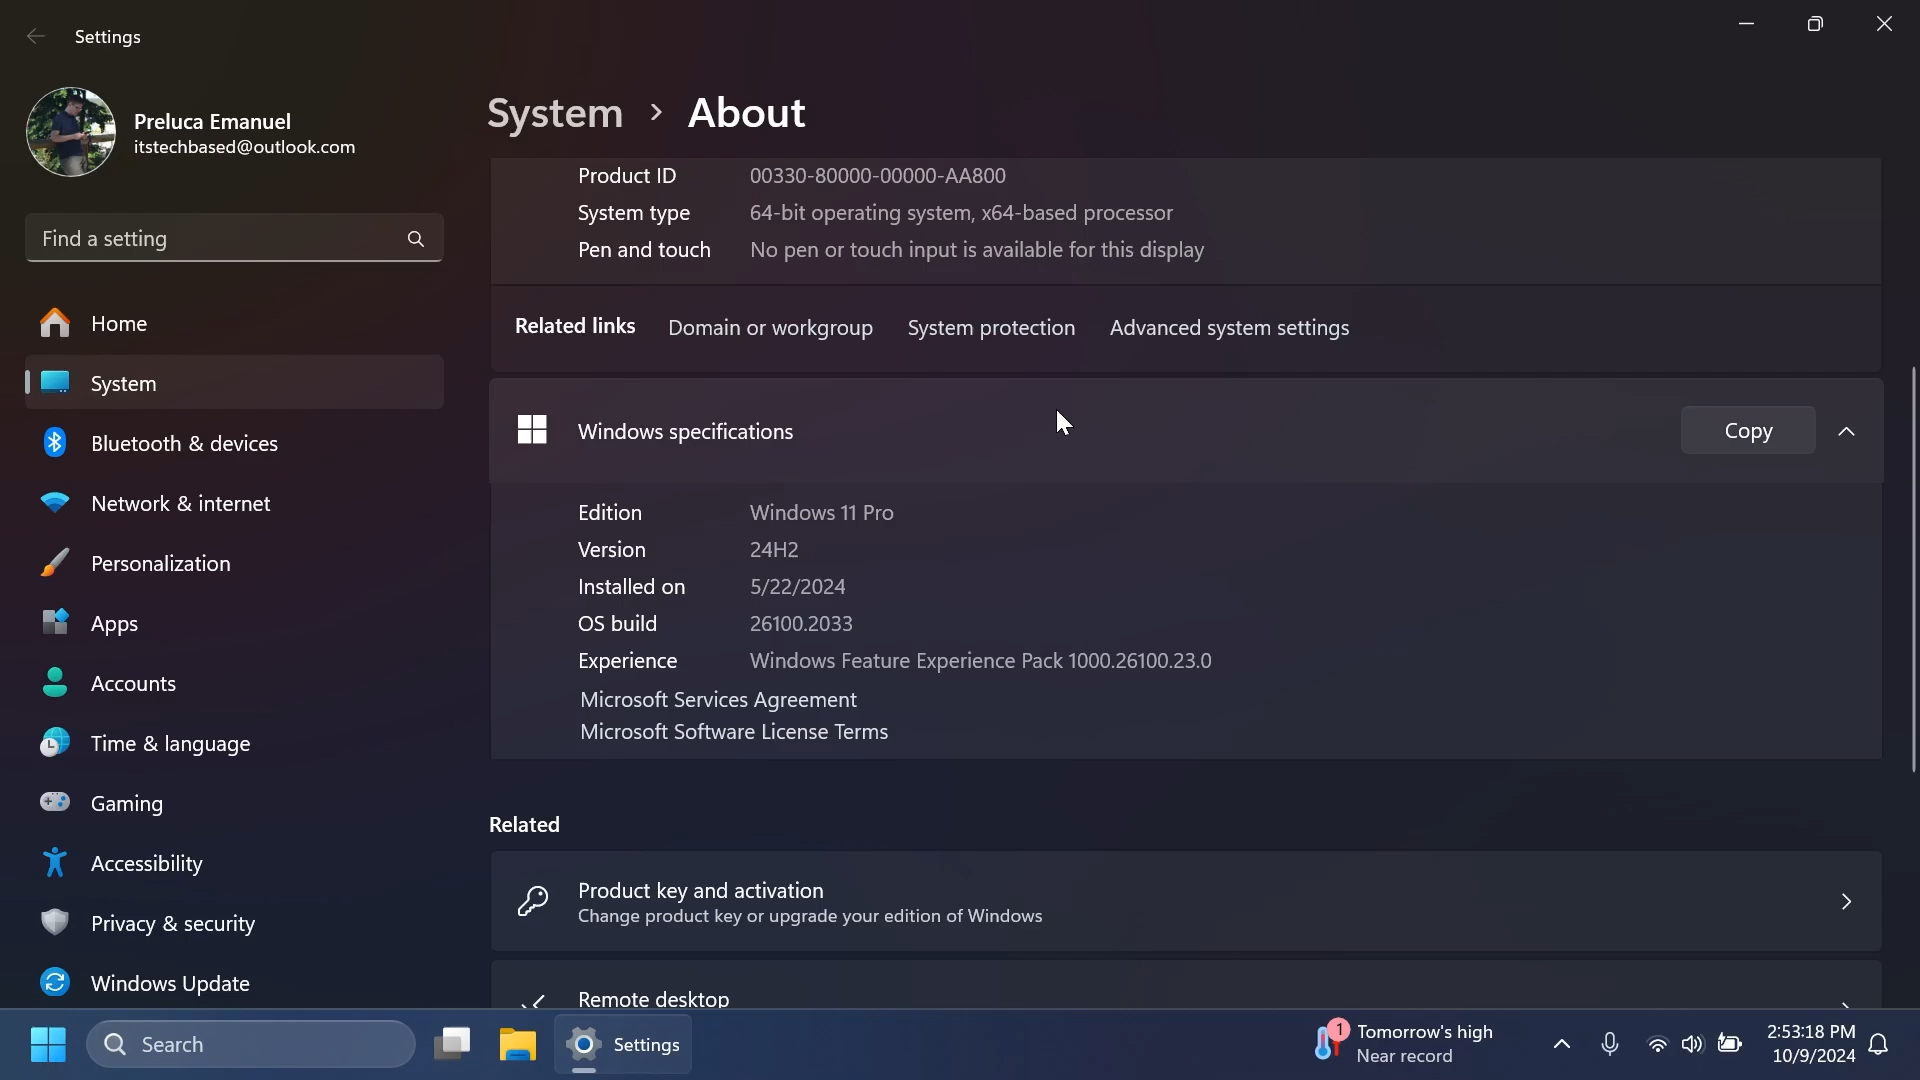 Settings
Preluca Emanuel
itstechbased@outlook.com
Find a setting
Home
System
Bluetooth & devices
Network & internet
Personalization
Apps
Accounts
Time & language
Gaming
Accessibility
Privacy & security
Windows Update
System > About
Product ID 00330-80000-00000-AA800
System type 64-bit operating system, x64-based processor
Pen and touch No pen or touch input is available for this display
Related links Domain or workgroup System protection Advanced system settings
Windows specifications Copy
Edition Windows 11 Pro
Version 24H2
Installed on 5/22/2024
OS build 26100.2033
Experience Windows Feature Experience Pack 1000.26100.23.0
Microsoft Services Agreement
Microsoft Software License Terms
Related
Product key and activation
Change product key or upgrade your edition of Windows
Remote desktop
Search
Settings
1
Tomorrow's high
Near record
2:53:18 PM
10/9/2024